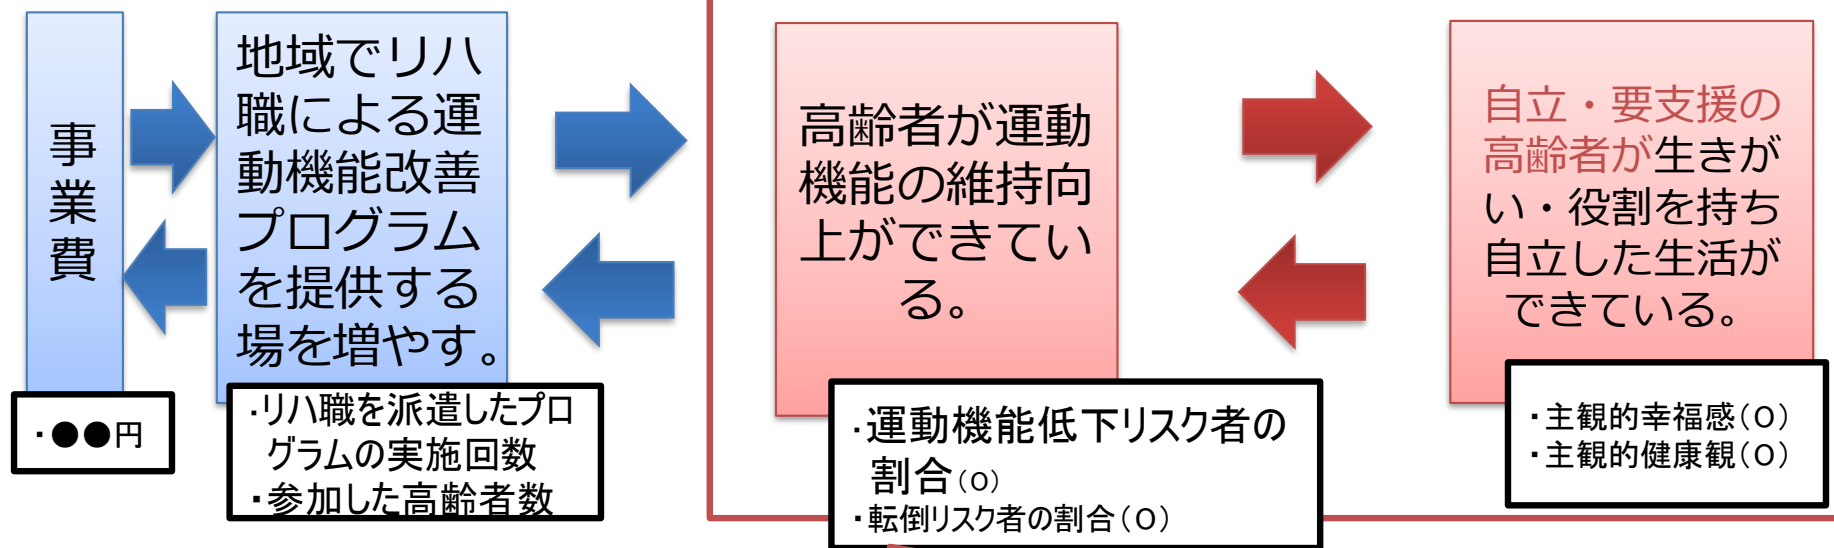 事業費
・●●円
地域でリハ
職による運
動機能改善
プログラム
を提供する
場を増やす。
・リハ職を派遣したプロ
グラムの実施回数
・参加した高齢者数
高齢者が運動
機能の維持向
上ができてい
る。
・運動機能低下リスク者の
割合(O)
・転倒リスク者の割合(O)
自立・要支援の
高齢者が生きが
い・役割を持ち
自立した生活が
できている。
・主観的幸福感(O)
・主観的健康観(O)